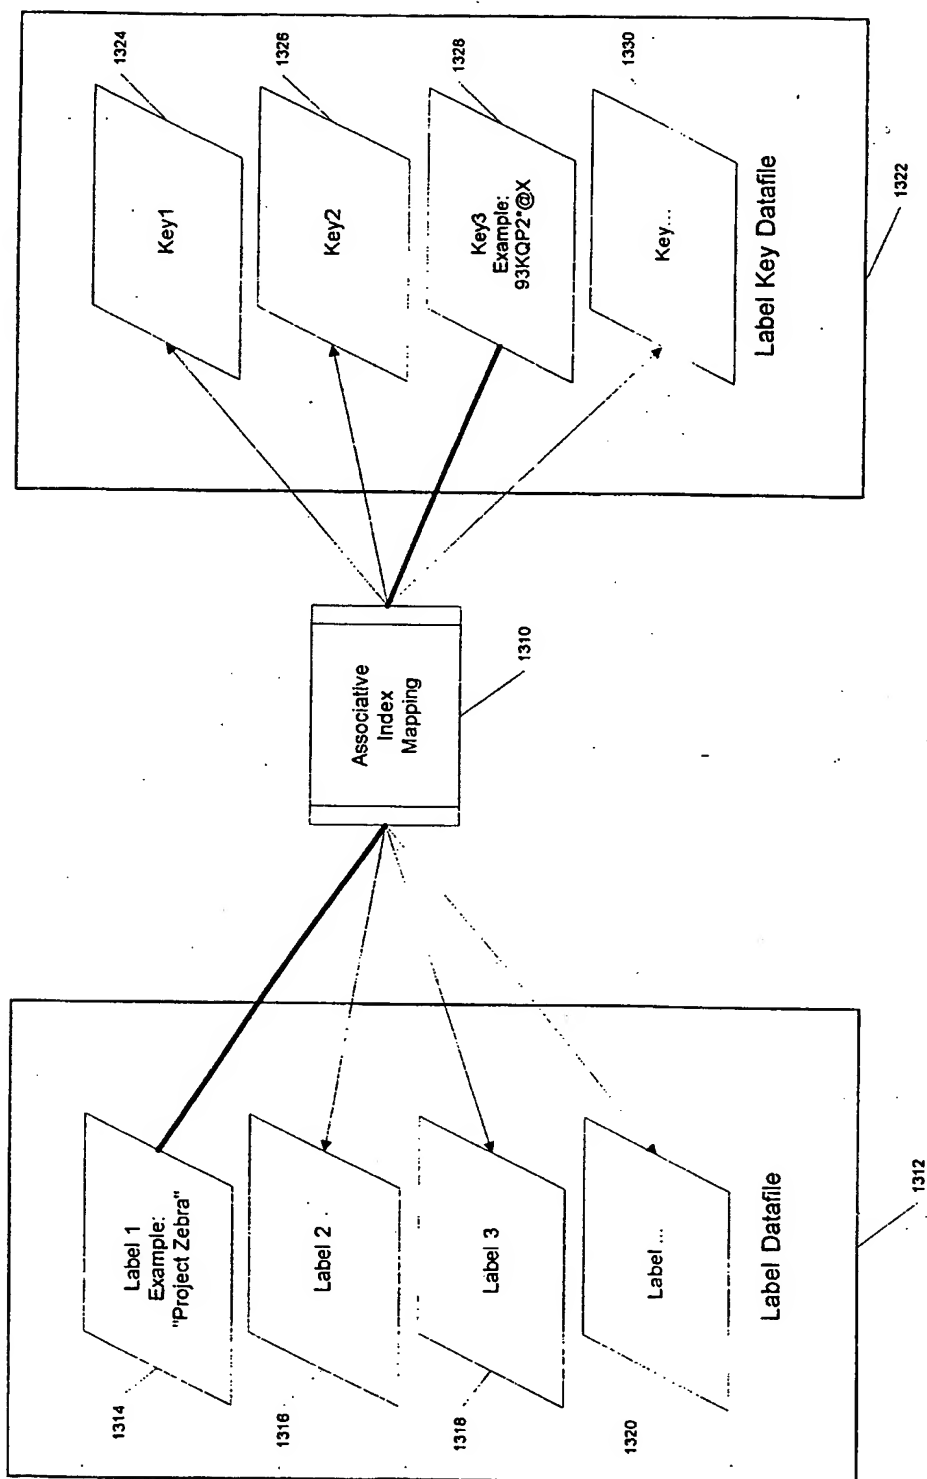 1314
Label 1
Example:
"Project Zebra"
1316
Label 2
1318
Label 3
1320
Label ...
Label Datafile
1312
Associative
Index
Mapping
1310
1324
Key1
1326
Key2
1328
Key3
Example:
93KQP2*@X
1330
Key...
Label Key Datafile
1322